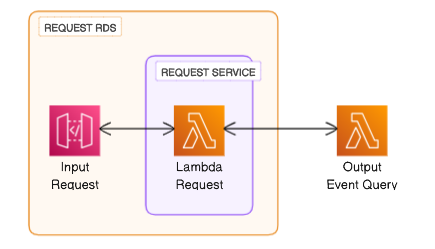 REQUEST RDS
REQUEST SERVICE
Input
Request
Lambda
Request
Output
Event Query